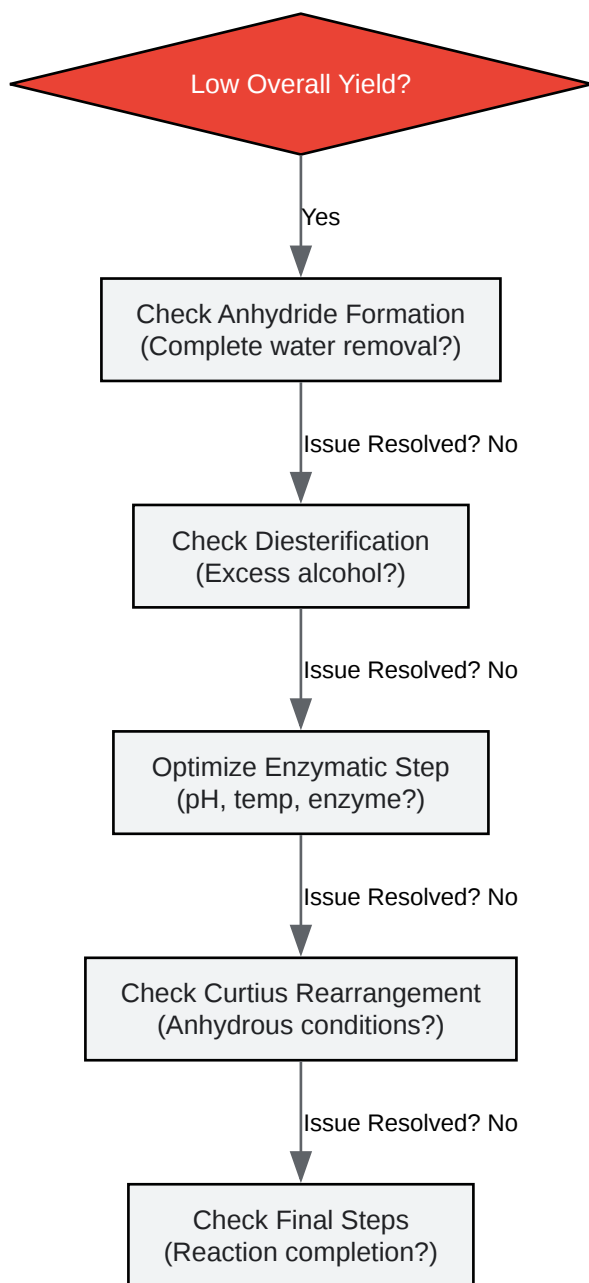 Low Overall Yield?
Yes
Check Anhydride Formation
(Complete water removal?)
Issue Resolved? No
Check Diesterification
(Excess alcohol?)
Issue Resolved? No
Optimize Enzymatic Step
(pH, temp, enzyme?)
Issue Resolved? No
Check Curtius Rearrangement
(Anhydrous conditions?)
Issue Resolved? No
Check Final Steps
(Reaction completion?)